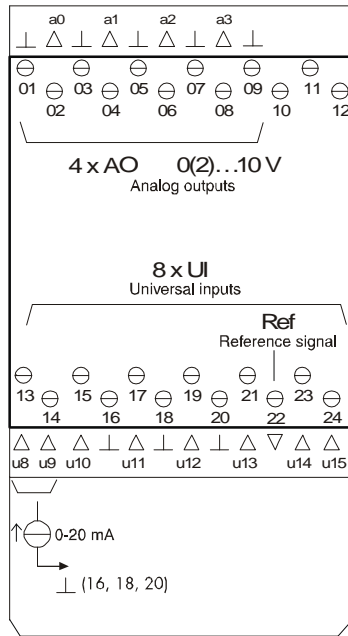 a0 a1 a2 a3
01 03 05 07 09 11
02 04 06 08 10 12
4 x AO 0(2)...10 V
Analog outputs
8 x UI
Universal inputs
Ref
Reference signal
13 15 17 19 21 23
14 16 18 20 22 24
u8 u9 u10 u11 u12 u13 u14 u15
0-20 mA
(16, 18, 20)